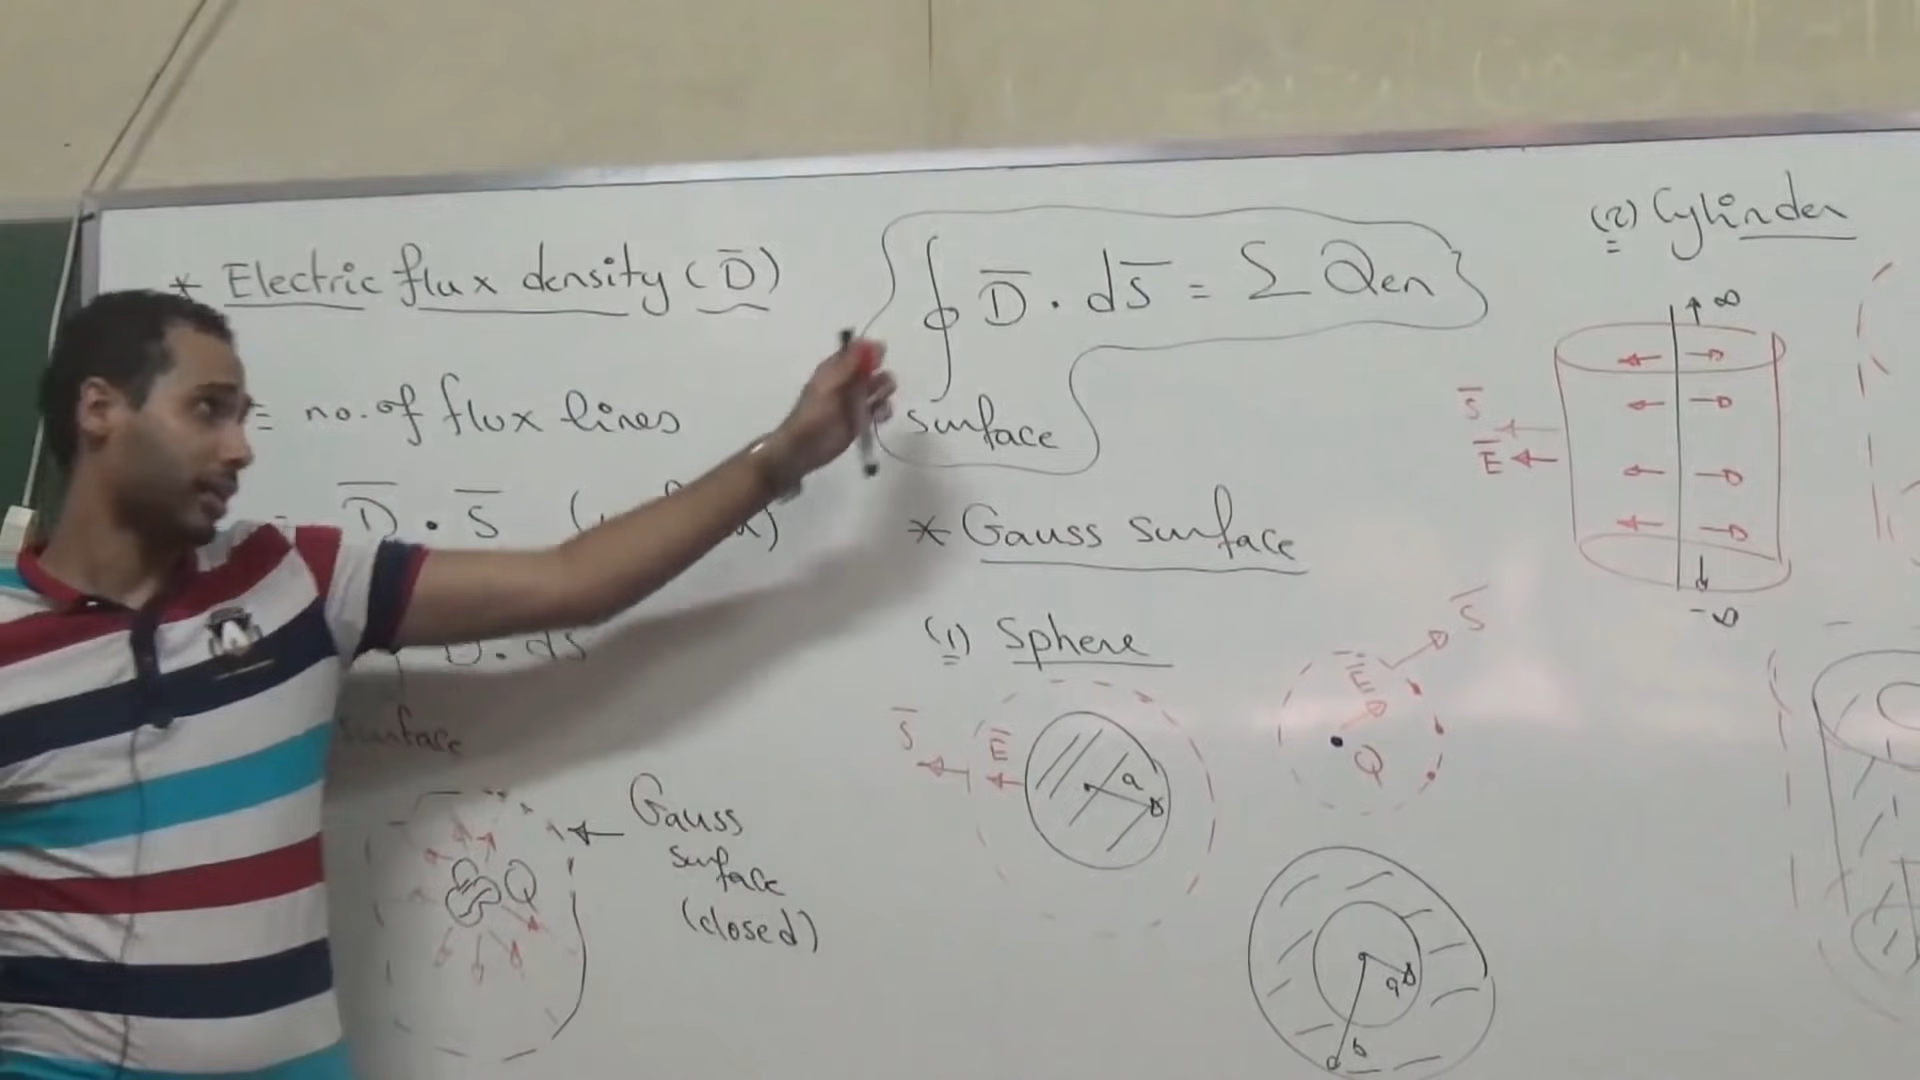 * Electric flux density (D̅)
= no. of flux lines
D̅ . S̅
D . ds
surface
Q
Gauss
surface
(closed)
∮ D̅ . dS̅ = Σ Qen
surface
* Gauss surface
(1) Sphere
S̅
E̅
a
S̅
E̅
Q
a
b
(2) Cylinder
∞
S̅
E̅
-∞